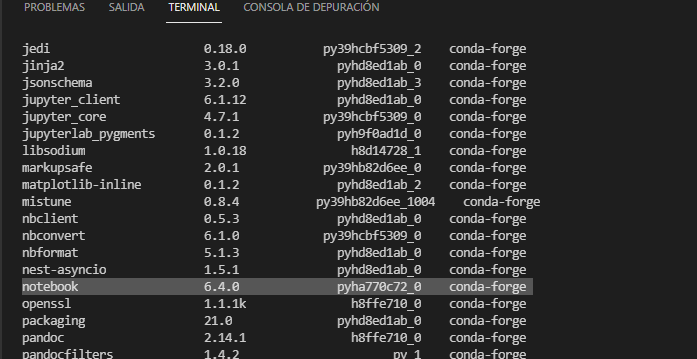 PROBLEMAS SALIDA TERMINAL CONSOLA DE DEPURACIÓN
jedi 0.18.0 py39hcbf5309_2 conda-forge
jinja2 3.0.1 pyhd8ed1ab_0 conda-forge
jsonschema 3.2.0 pyhd8ed1ab_3 conda-forge
jupyter_client 6.1.12 pyhd8ed1ab_0 conda-forge
jupyter_core 4.7.1 py39hcbf5309_0 conda-forge
jupyterlab_pygments 0.1.2 pyh9f0ad1d_0 conda-forge
libsodium 1.0.18 h8d14728_1 conda-forge
markupsafe 2.0.1 py39hb82d6ee_0 conda-forge
matplotlib-inline 0.1.2 pyhd8ed1ab_2 conda-forge
mistune 0.8.4 py39hb82d6ee_1004 conda-forge
nbclient 0.5.3 pyhd8ed1ab_0 conda-forge
nbconvert 6.1.0 py39hcbf5309_0 conda-forge
nbformat 5.1.3 pyhd8ed1ab_0 conda-forge
nest-asyncio 1.5.1 pyhd8ed1ab_0 conda-forge
notebook 6.4.0 pyha770c72_0 conda-forge
openssl 1.1.1k h8ffe710_0 conda-forge
packaging 21.0 pyhd8ed1ab_0 conda-forge
pandoc 2.14.1 h8ffe710_0 conda-forge
pandocfilters 1.4.2 py_1 conda-forge